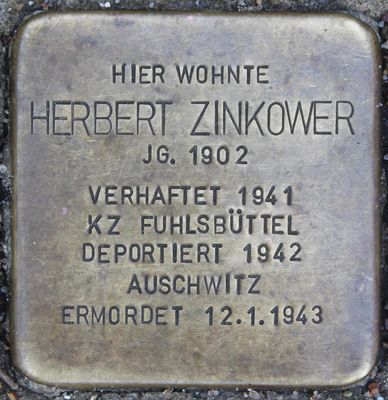 HIER WOHNTE
HERBERT ZINKOWER
JG. 1902
VERHAFTET 1941
KZ FUHLSBÜTTEL
DEPORTIERT 1942
AUSCHWITZ
ERMORDET 12.1.1943